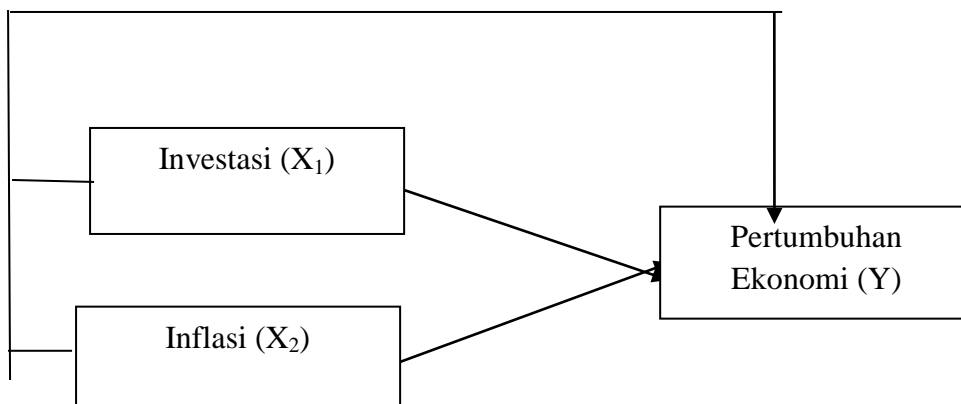 Investasi (X₁)
Pertumbuhan
Ekonomi (Y)
Inflasi (X₂)